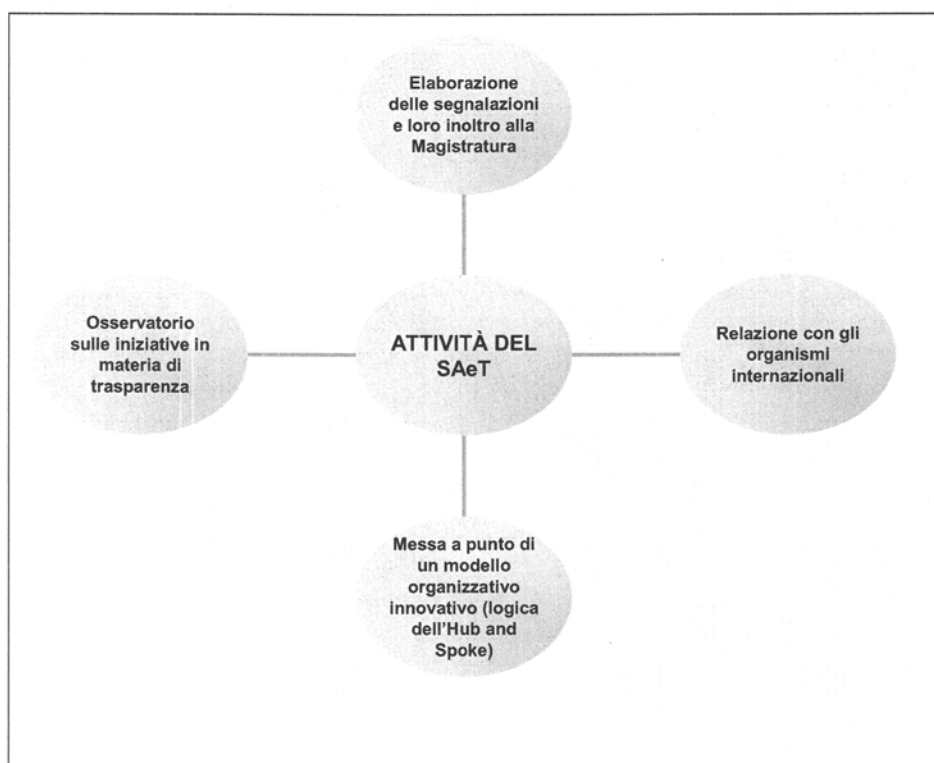 Elaborazione
delle segnalazioni
e loro inoltro alla
Magistratura
Osservatorio
sulle iniziative in
materia di
trasparenza
ATTIVITÀ DEL
SAeT
Relazione con gli
organismi
internazionali
Messa a punto di
un modello
organizzativo
innovativo (logica
dell'Hub and
Spoke)